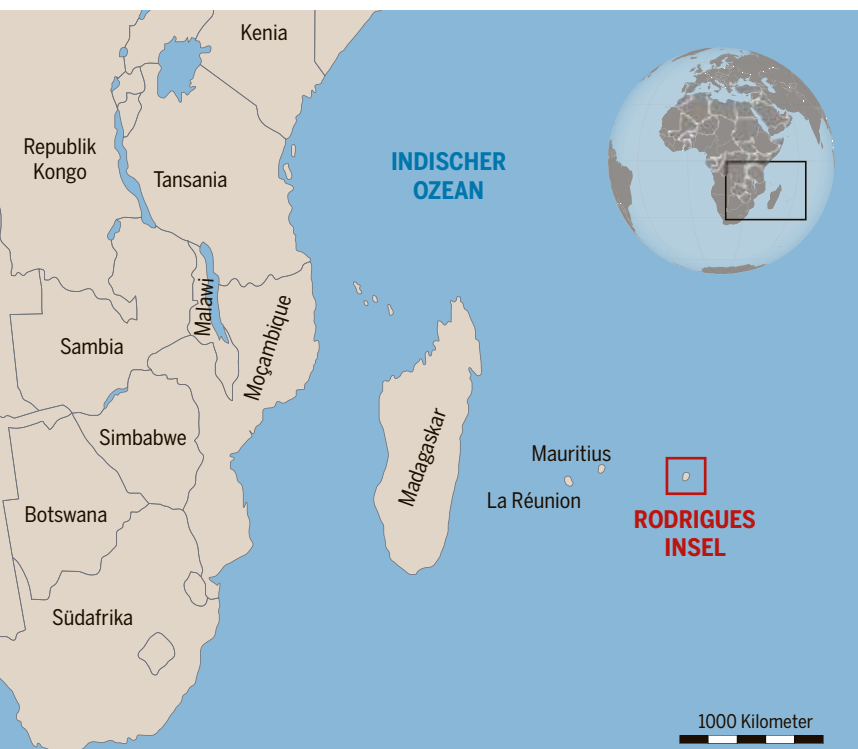 Kenia
Republik
Kongo
Tansania
INDISCHER
OZEAN
Malawi
Moçambique
Sambia
Simbabwe
Madagaskar
Mauritius
La Réunion
Botswana
RODRIGUES
INSEL
Südafrika
1000 Kilometer